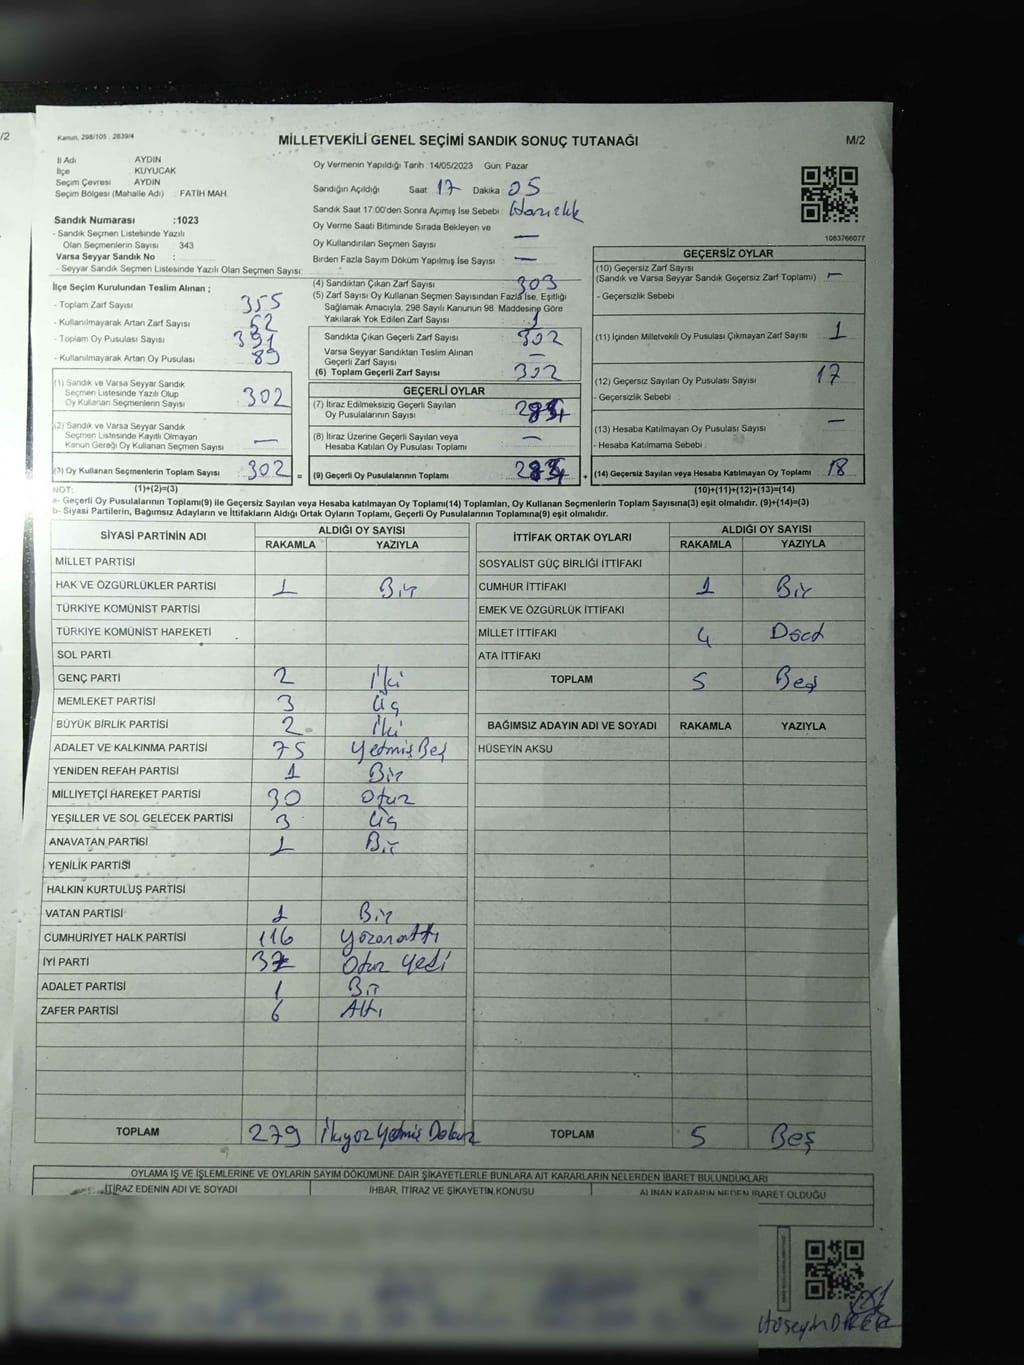 /2
Kanun, 298/105 , 2839/4
MİLLETVEKİLİ GENEL SEÇİMİ SANDIK SONUÇ TUTANAĞI
M/2
İl Adı AYDIN
İlçe KUYUCAK
Seçim Çevresi AYDIN
Seçim Bölgesi (Mahalle Adı) : FATİH MAH.
Sandık Numarası :1023
- Sandık Seçmen Listesinde Yazılı
Olan Seçmenlerin Sayısı : 343
Varsa Seyyar Sandık No :
- Seyyar Sandık Seçmen Listesinde Yazılı Olan Seçmen Sayısı:
Oy Vermenin Yapıldığı Tarih : 14/05/2023 Gün: Pazar
Sandığın Açıldığı Saat: 17 Dakika: 05
Sandık Saat 17:00'den Sonra Açımış İse Sebebi : Hazırlık
Oy Verme Saati Bitiminde Sırada Bekleyen ve
Oy Kullandırılan Seçmen Sayısı —
Birden Fazla Sayım Döküm Yapılmış İse Sayısı : —
1083766077
İlçe Seçim Kurulundan Teslim Alınan ;
- Toplam Zarf Sayısı 355
- Kullanılmayarak Artan Zarf Sayısı 52
- Toplam Oy Pusulası Sayısı 391
- Kullanılmayarak Artan Oy Pusulası 89
(1) Sandık ve Varsa Seyyar Sandık
Seçmen Listesinde Yazılı Olup
Oy Kullanan Seçmenlerin Sayısı 302
(2) Sandık ve Varsa Seyyar Sandık
Seçmen Listesinde Kayıtlı Olmayan
Kanun Gereği Oy Kullanan Seçmen Sayısı —
(3) Oy Kullanan Seçmenlerin Toplam Sayısı 302 =
(4) Sandıktan Çıkan Zarf Sayısı 303
(5) Zarf Sayısı Oy Kullanan Seçmen Sayısından Fazla İse, Eşitliği
Sağlamak Amacıyla, 298 Sayılı Kanunun 98. Maddesine Göre
Yakılarak Yok Edilen Zarf Sayısı 1
Sandıkta Çıkan Geçerli Zarf Sayısı 302
Varsa Seyyar Sandıktan Teslim Alınan
Geçerli Zarf Sayısı —
(6) Toplam Geçerli Zarf Sayısı 302
GEÇERLİ OYLAR
(7) İtiraz Edilmeksizin Geçerli Sayılan
Oy Pusulalarının Sayısı 284
(8) İtiraz Üzerine Geçerli Sayılan veya
Hesaba Katılan Oy Pusulası Toplamı —
(9) Geçerli Oy Pusulalarının Toplamı 284 +
GEÇERSİZ OYLAR
(10) Geçersiz Zarf Sayısı
(Sandık ve Varsa Seyyar Sandık Geçersiz Zarf Toplamı) —
- Geçersizlik Sebebi :
(11) İçinden Milletvekili Oy Pusulası Çıkmayan Zarf Sayısı 1
(12) Geçersiz Sayılan Oy Pusulası Sayısı 17
- Geçersizlik Sebebi :
(13) Hesaba Katılmayan Oy Pusulası Sayısı —
- Hesaba Katılmama Sebebi :
(14) Geçersiz Sayılan veya Hesaba Katılmayan Oy Toplamı 18
NOT: (1)+(2)=(3) (10)+(11)+(12)+(13)=(14)
a- Geçerli Oy Pusulalarının Toplamı(9) ile Geçersiz Sayılan veya Hesaba katılmayan Oy Toplamı(14) Toplamları, Oy Kullanan Seçmenlerin Toplam Sayısına(3) eşit olmalıdır. (9)+(14)=(3)
b- Siyasi Partilerin, Bağımsız Adayların ve İttifakların Aldığı Ortak Oyların Toplamı, Geçerli Oy Pusulalarının Toplamına(9) eşit olmalıdır.
SİYASİ PARTİNİN ADI ALDIĞI OY SAYISI
RAKAMLA YAZIYLA
MİLLET PARTİSİ
HAK VE ÖZGÜRLÜKLER PARTİSİ 1 Bir
TÜRKİYE KOMÜNİST PARTİSİ
TÜRKİYE KOMÜNİST HAREKETİ
SOL PARTİ
GENÇ PARTİ 2 İki
MEMLEKET PARTİSİ 3 Üç
BÜYÜK BİRLİK PARTİSİ 2 İki
ADALET VE KALKINMA PARTİSİ 75 Yetmiş Beş
YENİDEN REFAH PARTİSİ 1 Bir
MİLLİYETÇİ HAREKET PARTİSİ 30 Otuz
YEŞİLLER VE SOL GELECEK PARTİSİ 3 Üç
ANAVATAN PARTİSİ 1 Bir
YENİLİK PARTİSİ
HALKIN KURTULUŞ PARTİSİ
VATAN PARTİSİ 1 Bir
CUMHURİYET HALK PARTİSİ 116 Yüzonaltı
İYİ PARTİ 37 Otuz Yedi
ADALET PARTİSİ 1 Bir
ZAFER PARTİSİ 6 Altı
TOPLAM 279 İkiyüz Yetmiş Dokuz
İTTİFAK ORTAK OYLARI ALDIĞI OY SAYISI
RAKAMLA YAZIYLA
SOSYALİST GÜÇ BİRLİĞİ İTTİFAKI
CUMHUR İTTİFAKI 1 Bir
EMEK VE ÖZGÜRLÜK İTTİFAKI
MİLLET İTTİFAKI 4 Dört
ATA İTTİFAKI
TOPLAM 5 Beş
BAĞIMSIZ ADAYIN ADI VE SOYADI RAKAMLA YAZIYLA
HÜSEYİN AKSU
TOPLAM 5 Beş
OYLAMA İŞ VE İŞLEMLERİNE VE OYLARIN SAYIM DÖKÜMÜNE DAİR ŞİKAYETLERLE BUNLARA AİT KARARLARIN NELERDEN İBARET BULUNDUKLARI
İTİRAZ EDENİN ADI VE SOYADI İHBAR, İTİRAZ VE ŞİKAYETİN KONUSU ALINAN KARARIN NEDEN İBARET OLDUĞU
Hüseyin